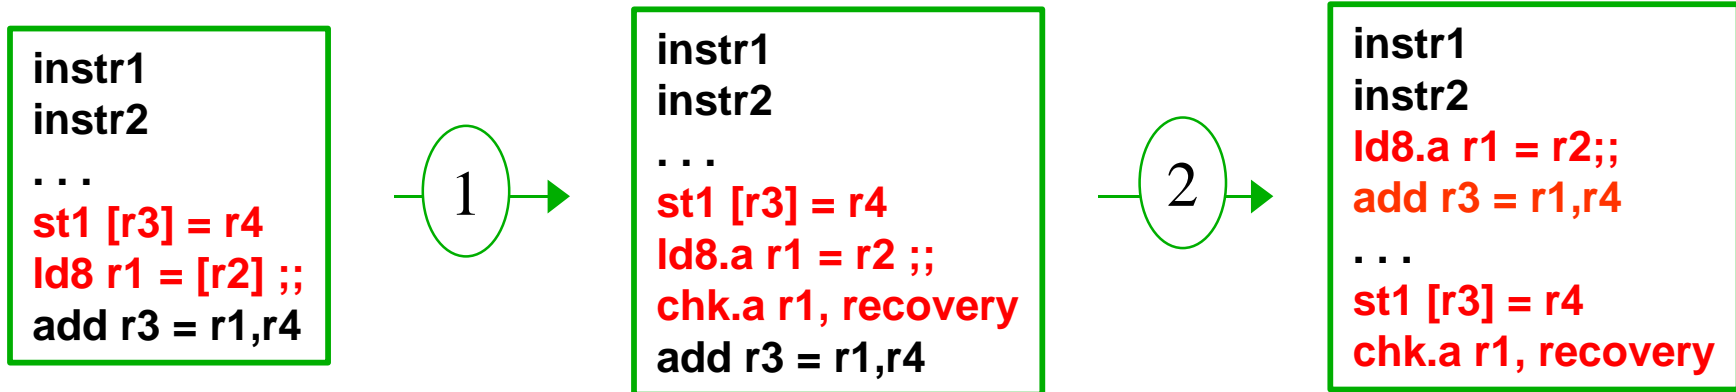 instr1
instr2
. . .
st1 [r3] = r4
ld8 r1 = [r2] ;;
add r3 = r1,r4
1
instr1
instr2
. . .
st1 [r3] = r4
ld8.a r1 = r2 ;;
chk.a r1, recovery
add r3 = r1,r4
2
instr1
instr2
ld8.a r1 = r2;;
add r3 = r1,r4
. . .
st1 [r3] = r4
chk.a r1, recovery